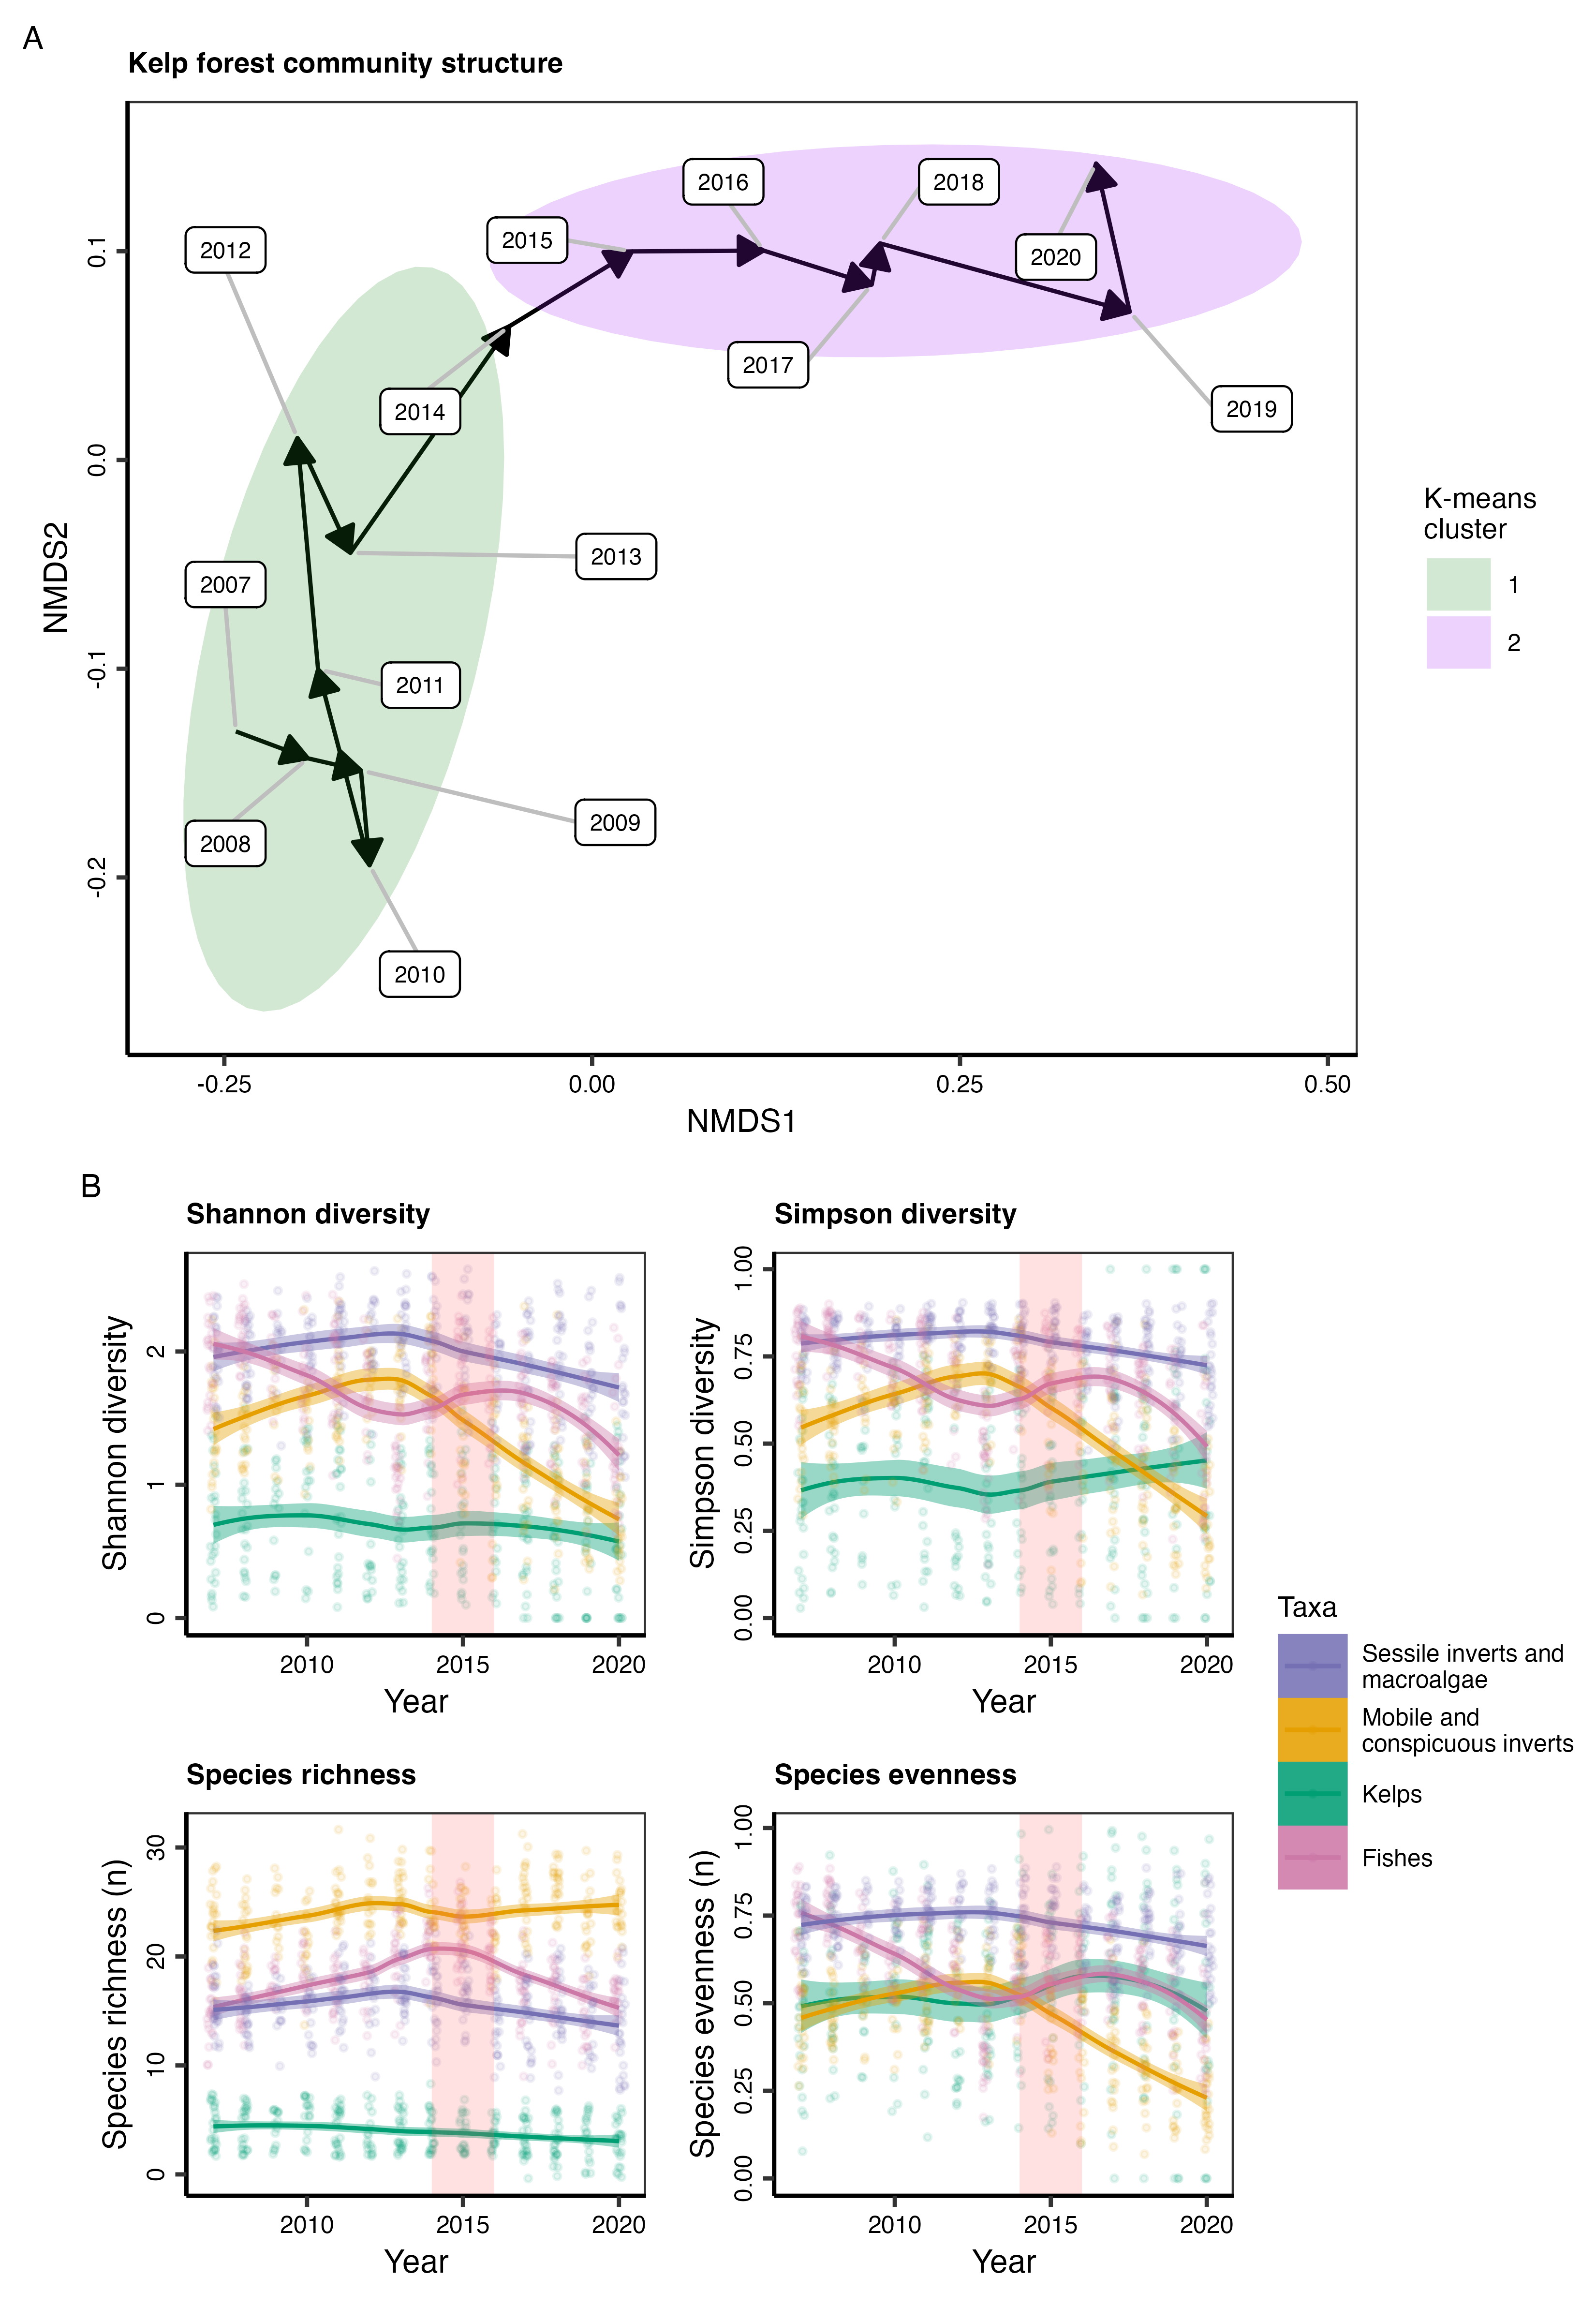 A
Kelp forest community structure
2012
2016
2018
2015
2020
2017
2014
2019
2013
2007
2011
2008
2009
2010
0.1
0.0
-0.1
-0.2
NMDS2
-0.25
0.00
0.25
0.50
NMDS1
K-means
cluster
1
2
B
Shannon diversity
Shannon diversity
2
1
0
2010
2015
2020
Year
Simpson diversity
Simpson diversity
1.00
0.75
0.50
0.25
0.00
2010
2015
2020
Year
Species richness
Species richness (n)
30
20
10
0
2010
2015
2020
Year
Species evenness
Species evenness (n)
1.00
0.75
0.50
0.25
0.00
2010
2015
2020
Year
Taxa
Sessile inverts and
macroalgae
Mobile and
conspicuous inverts
Kelps
Fishes